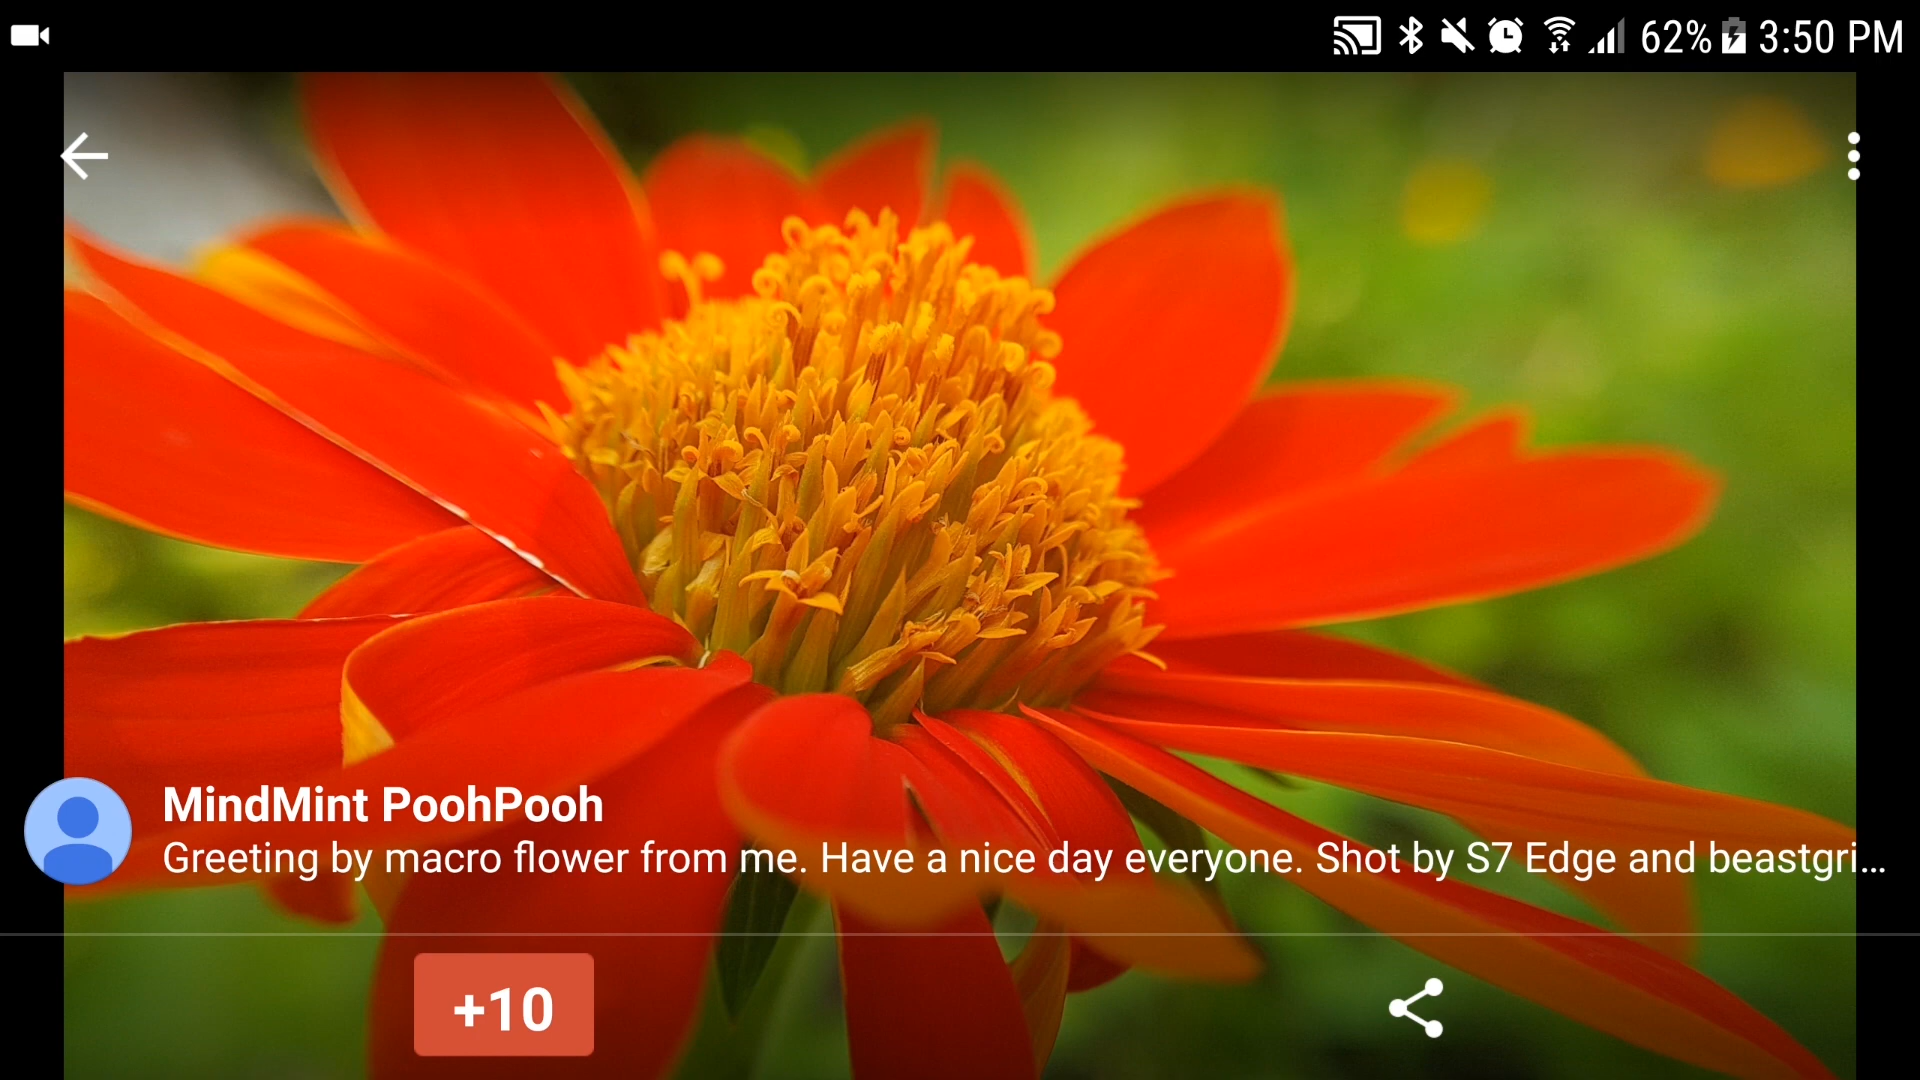 62% 3:50 PM
MindMint PoohPooh
Greeting by macro flower from me. Have a nice day everyone. Shot by S7 Edge and beastgri...
+10